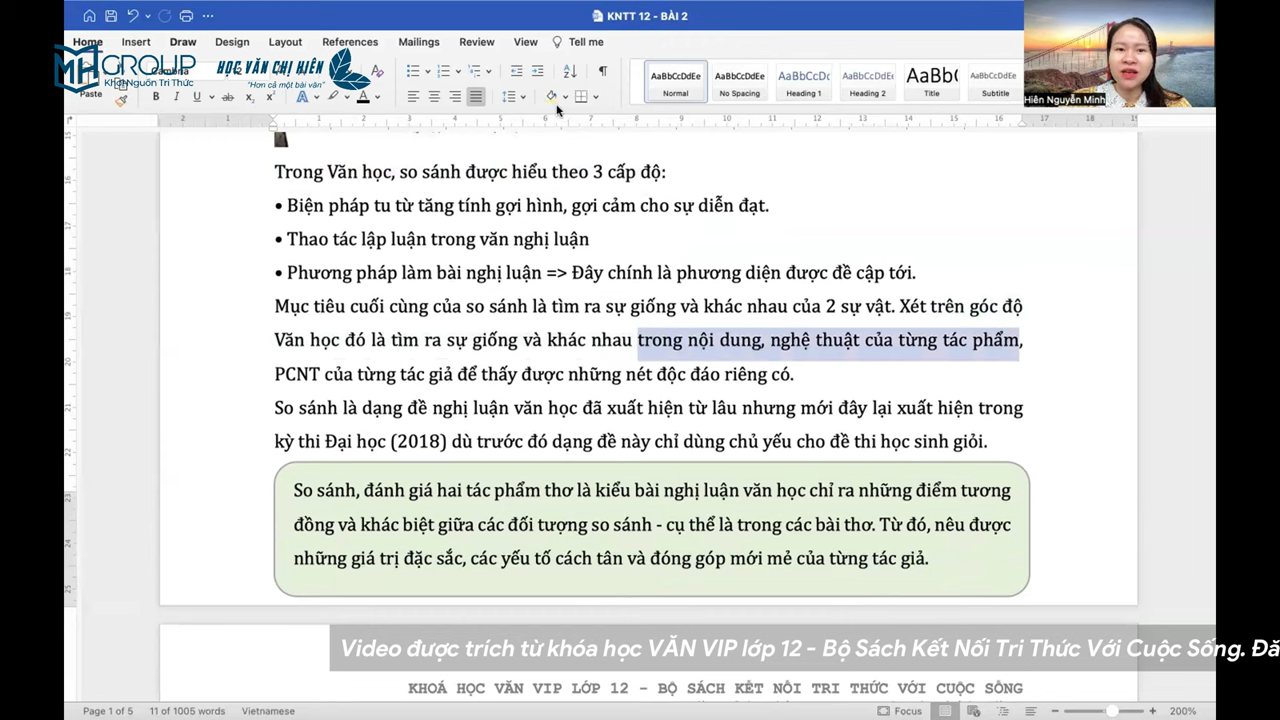 KNTT 12 - BÀI 2
Home Insert Draw Design Layout References Mailings Review View Tell me
MH GROUP
Khơi Nguồn Tri Thức
HỌC VĂN CHỊ HIÊN
"Hơn cả một bài văn"
Paste
AaBbCcDdEe AaBbCcDdEe AaBbCcDc AaBbCcDdEe AaBb( AaBbCcDdEe
Normal No Spacing Heading 1 Heading 2 Title Subtitle
Hiên Nguyễn Minh
Trong Văn học, so sánh được hiểu theo 3 cấp độ:
• Biện pháp tu từ tăng tính gợi hình, gợi cảm cho sự diễn đạt.
• Thao tác lập luận trong văn nghị luận
• Phương pháp làm bài nghị luận => Đây chính là phương diện được đề cập tới.
Mục tiêu cuối cùng của so sánh là tìm ra sự giống và khác nhau của 2 sự vật. Xét trên góc độ
Văn học đó là tìm ra sự giống và khác nhau trong nội dung, nghệ thuật của từng tác phẩm,
PCNT của từng tác giả để thấy được những nét độc đáo riêng có.
So sánh là dạng đề nghị luận văn học đã xuất hiện từ lâu nhưng mới đây lại xuất hiện trong
kỳ thi Đại học (2018) dù trước đó dạng đề này chỉ dùng chủ yếu cho đề thi học sinh giỏi.
So sánh, đánh giá hai tác phẩm thơ là kiểu bài nghị luận văn học chỉ ra những điểm tương
đồng và khác biệt giữa các đối tượng so sánh - cụ thể là trong các bài thơ. Từ đó, nêu được
những giá trị đặc sắc, các yếu tố cách tân và đóng góp mới mẻ của từng tác giả.
Video được trích từ khóa học VĂN VIP lớp 12 - Bộ Sách Kết Nối Tri Thức Với Cuộc Sống. Đă
KHOÁ HỌC VĂN VIP LỚP 12 – BỘ SÁCH KẾT NỐI TRI THỨC VỚI CUỘC SỐNG
Page 1 of 5 11 of 1005 words Vietnamese Focus 200%